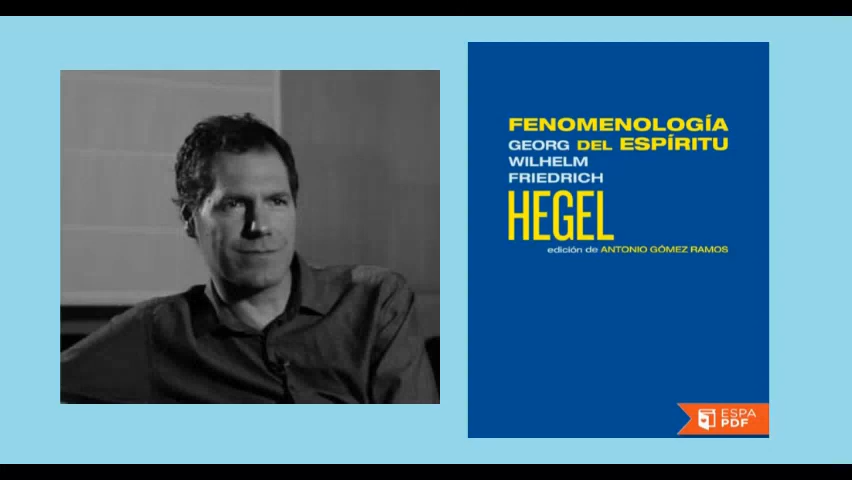 FENOMENOLOGÍA
GEORG DEL ESPÍRITU
WILHELM
FRIEDRICH
HEGEL
edición de ANTONIO GÓMEZ RAMOS
ESPA
PDF